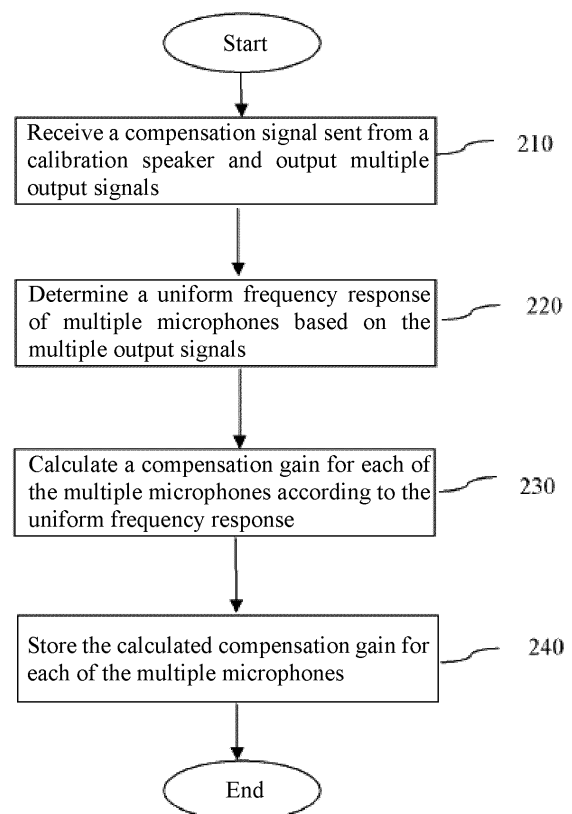 Start
Receive a compensation signal sent from a
calibration speaker and output multiple
output signals
210
Determine a uniform frequency response
of multiple microphones based on the
multiple output signals
220
Calculate a compensation gain for each of
the multiple microphones according to the
uniform frequency response
230
Store the calculated compensation gain for
each of the multiple microphones
240
End